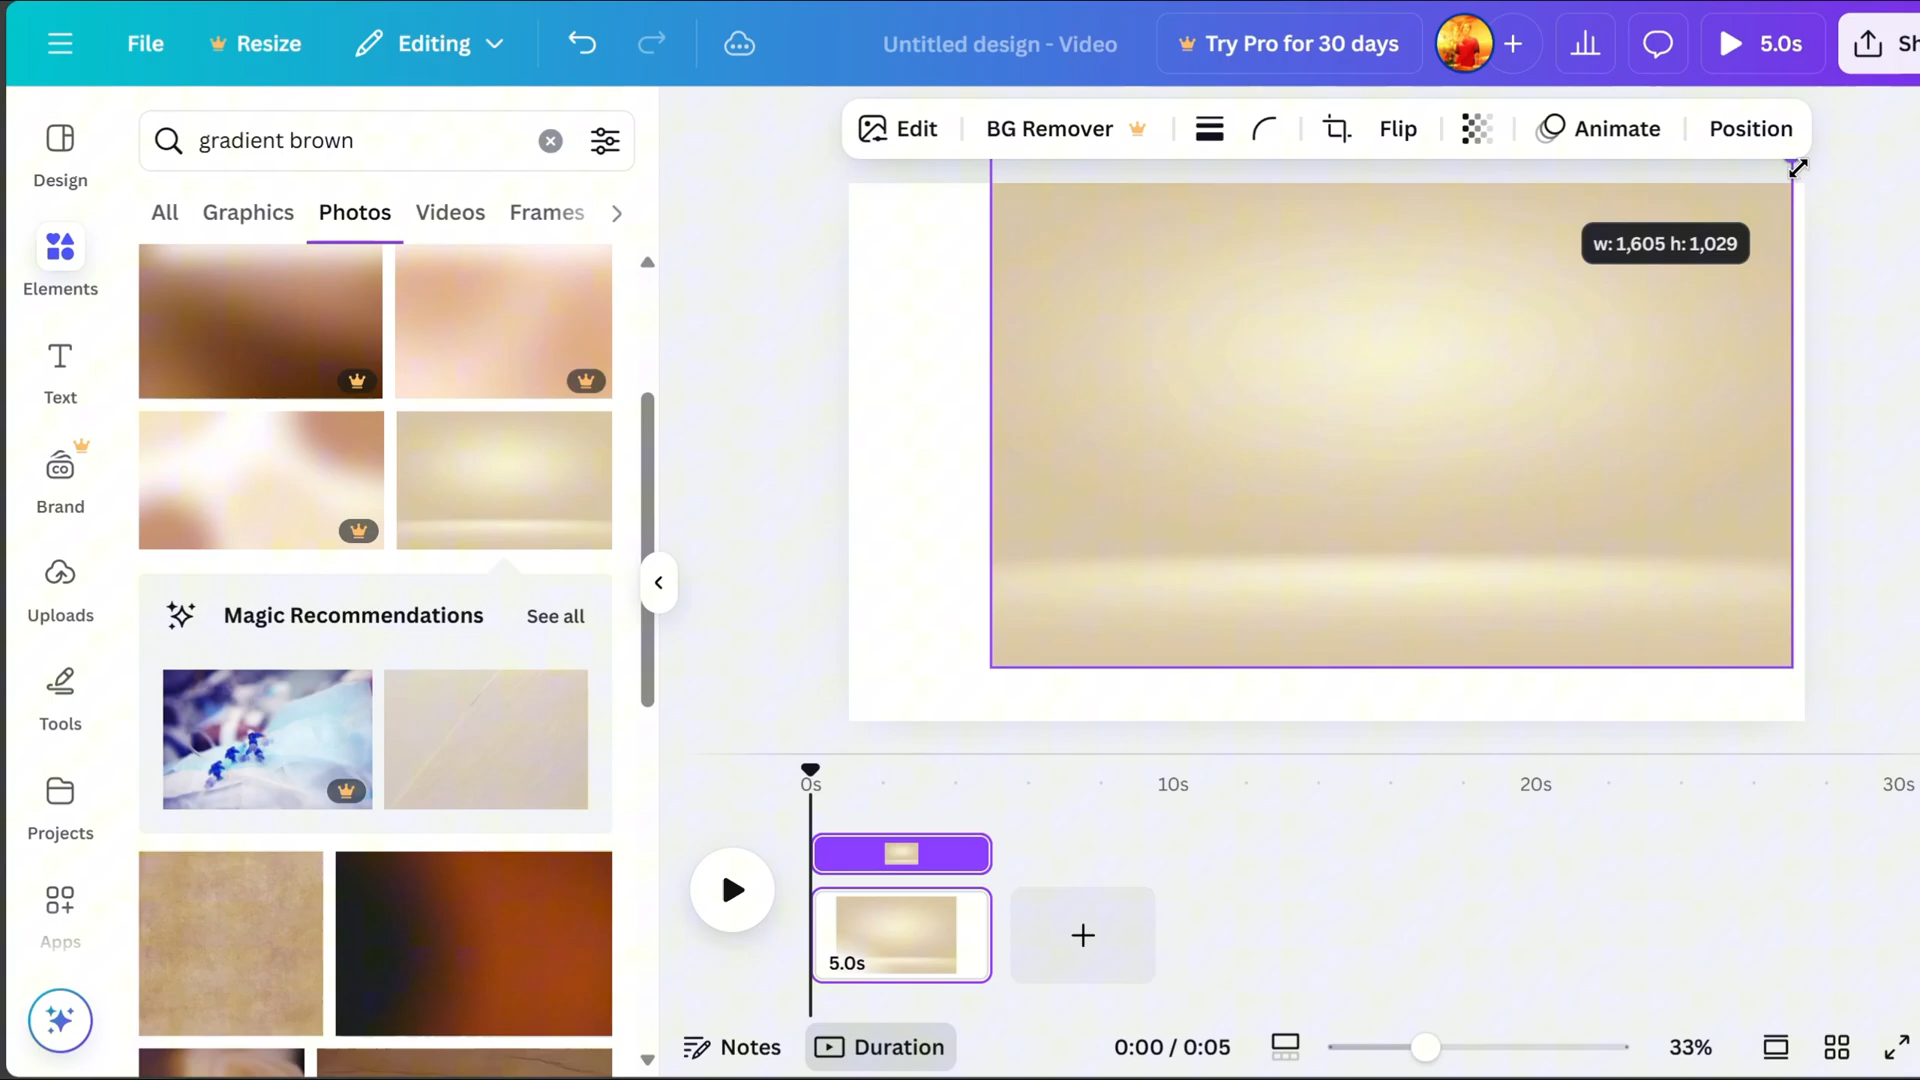 File
Resize
Editing
Untitled design - Video
Try Pro for 30 days
5.0s
Sh
gradient brown
All
Graphics
Photos
Videos
Frames
Design
Elements
Text
Brand
CO
Uploads
Tools
Projects
Apps
Magic Recommendations
See all
Edit
BG Remover
Flip
Animate
Position
w: 1,605 h: 1,029
0s
10s
20s
30s
5.0s
Notes
Duration
0:00 / 0:05
33%